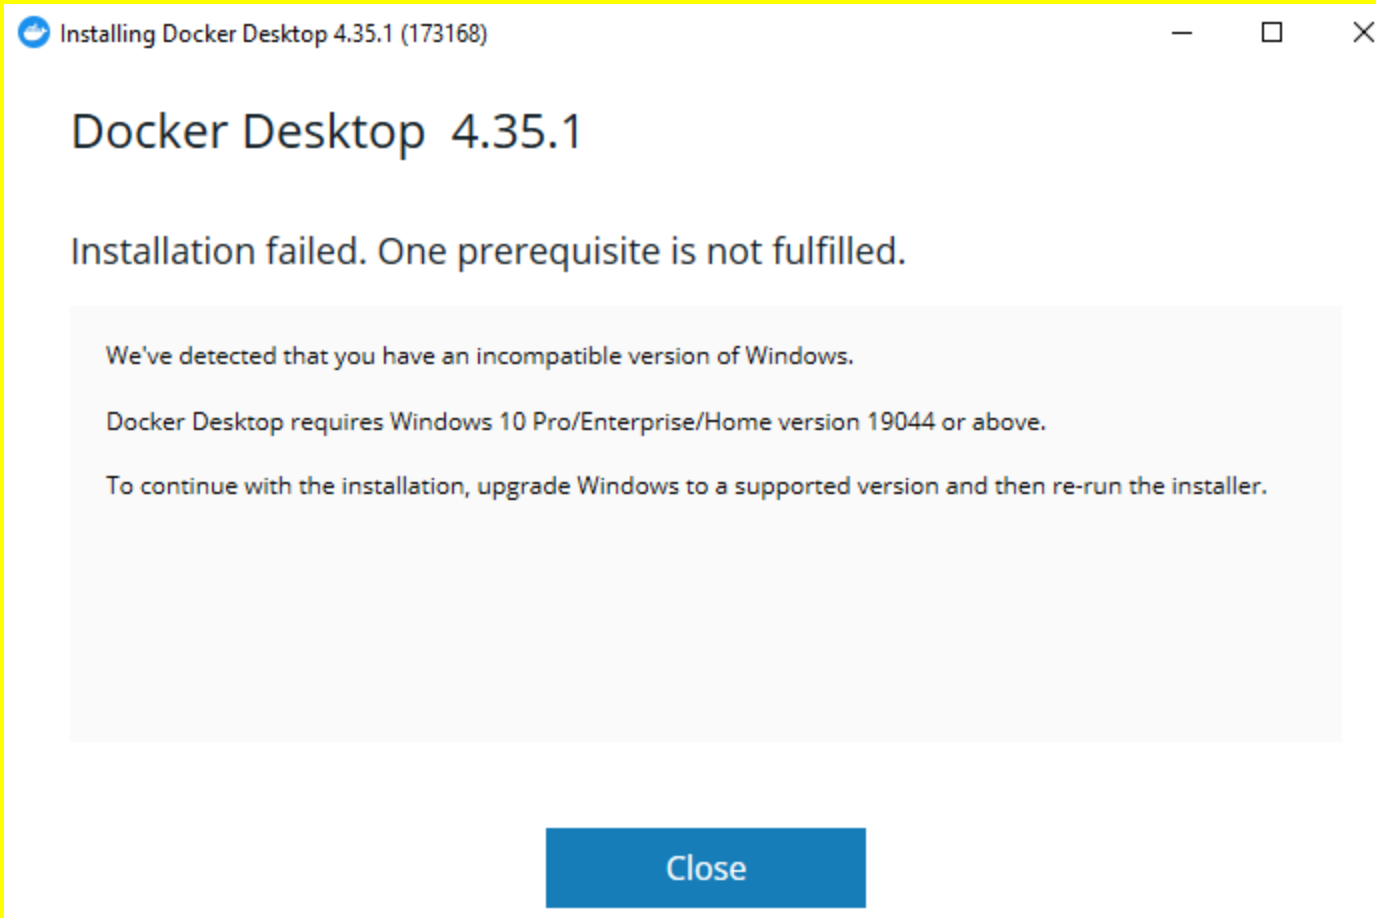 Installing Docker Desktop 4.35.1 (173168)
Docker Desktop 4.35.1
Installation failed. One prerequisite is not fulfilled.
We've detected that you have an incompatible version of Windows.
Docker Desktop requires Windows 10 Pro/Enterprise/Home version 19044 or above.
To continue with the installation, upgrade Windows to a supported version and then re-run the installer.
Close